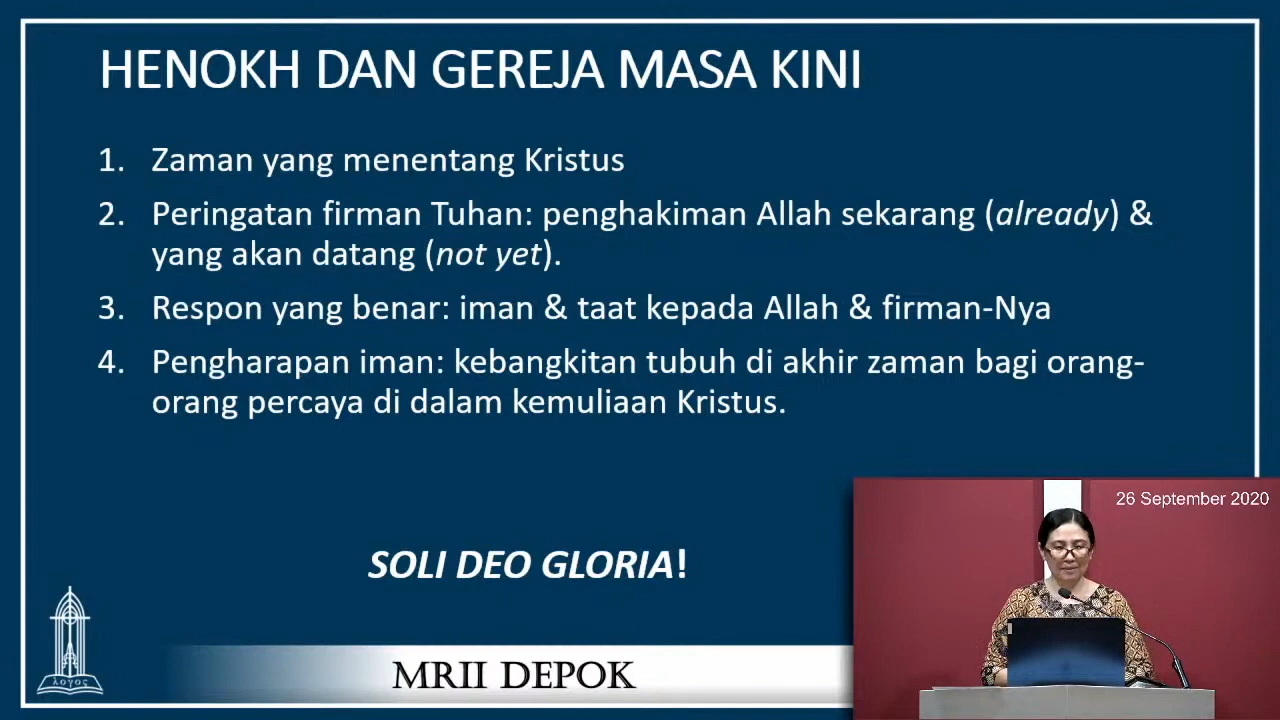 HENOKH DAN GEREJA MASA KINI
1. Zaman yang menentang Kristus
2. Peringatan firman Tuhan: penghakiman Allah sekarang (already) &
yang akan datang (not yet).
3. Respon yang benar: iman & taat kepada Allah & firman-Nya
4. Pengharapan iman: kebangkitan tubuh di akhir zaman bagi orang-
orang percaya di dalam kemuliaan Kristus.
26 September 2020
SOLI DEO GLORIA!
λογος
MRII DEPOK